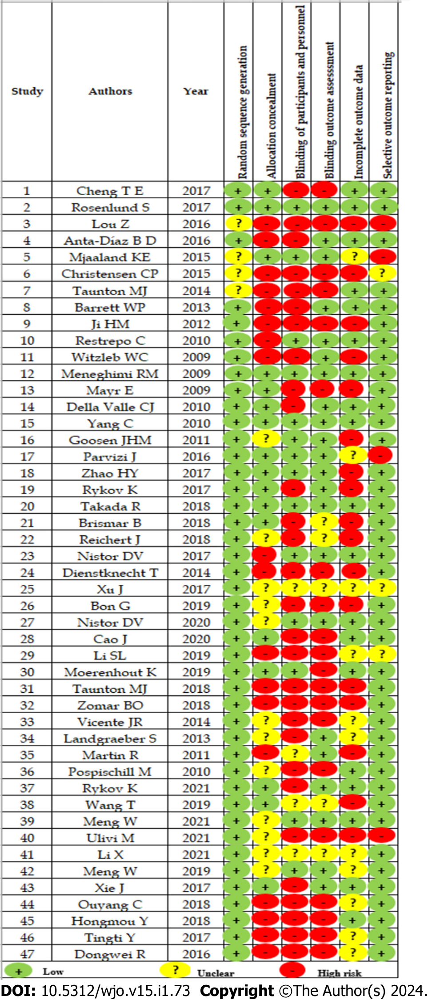 Study Authors Year Random sequence generation Allocation concealment Blinding of participants and personnel Blinding outcome assesssment Incomplete outcome data Selective outcome reporting
1 Cheng T E 2017 + + - - + +
2 Rosenlund S 2017 + + + + + +
3 Lou Z 2016 ? - - - - -
4 Anta-Díaz B D 2016 + - - + + +
5 Mjaaland KE 2015 ? + + + ? -
6 Christensen CP 2015 ? - - - - ?
7 Taunton MJ 2014 ? - - - + +
8 Barrett WP 2013 + - - + + +
9 Ji HM 2012 + - - - - +
10 Restrepo C 2010 + - + + + +
11 Witzleb WC 2009 + - - + - +
12 Meneghimi RM 2009 + + + + + +
13 Mayr E 2009 + + - - - +
14 Della Valle CJ 2010 + + - + + +
15 Yang C 2010 + + + + + +
16 Goosen JHM 2011 + ? + + - +
17 Parvizi J 2016 + + + + ? -
18 Zhao HY 2017 + + + + - +
19 Rykov K 2017 + + - + - +
20 Takada R 2018 + + + + + +
21 Brismar B 2018 + + - ? - +
22 Reichert J 2018 + ? - ? - +
23 Nistor DV 2017 + - + + + +
24 Dienstknecht T 2014 + - - - - +
25 Xu J 2017 + ? ? ? ? ?
26 Bon G 2019 + ? - - - +
27 Nistor DV 2020 + ? + + + +
28 Cao J 2020 + + - - + +
29 Li SL 2019 + - - - ? ?
30 Moerenhout K 2019 + + + - + +
31 Taunton MJ 2018 + - - - - +
32 Zomar BO 2018 + - - - - +
33 Vicente JR 2014 + ? - - ? +
34 Landgraeber S 2013 + ? - + ? +
35 Martin R 2011 + - ? + - +
36 Pospischill M 2010 + ? - - + +
37 Rykov K 2021 + + - + + +
38 Wang T 2019 + + ? ? - +
39 Meng W 2021 + ? + + + +
40 Ulivi M 2021 + ? - - - -
41 Li X 2021 + ? ? ? ? +
42 Meng W 2019 + ? + + ? +
43 Xie J 2017 + + - + + +
44 Ouyang C 2018 + - - - ? +
45 Hongmou Y 2018 + - - - + +
46 Tingti Y 2017 + - - - ? +
47 Dongwei R 2016 + - - - ? +
+ Low ? Unclear - High risk
DOI: 10.5312/wjo.v15.i1.73 Copyright ©The Author(s) 2024.